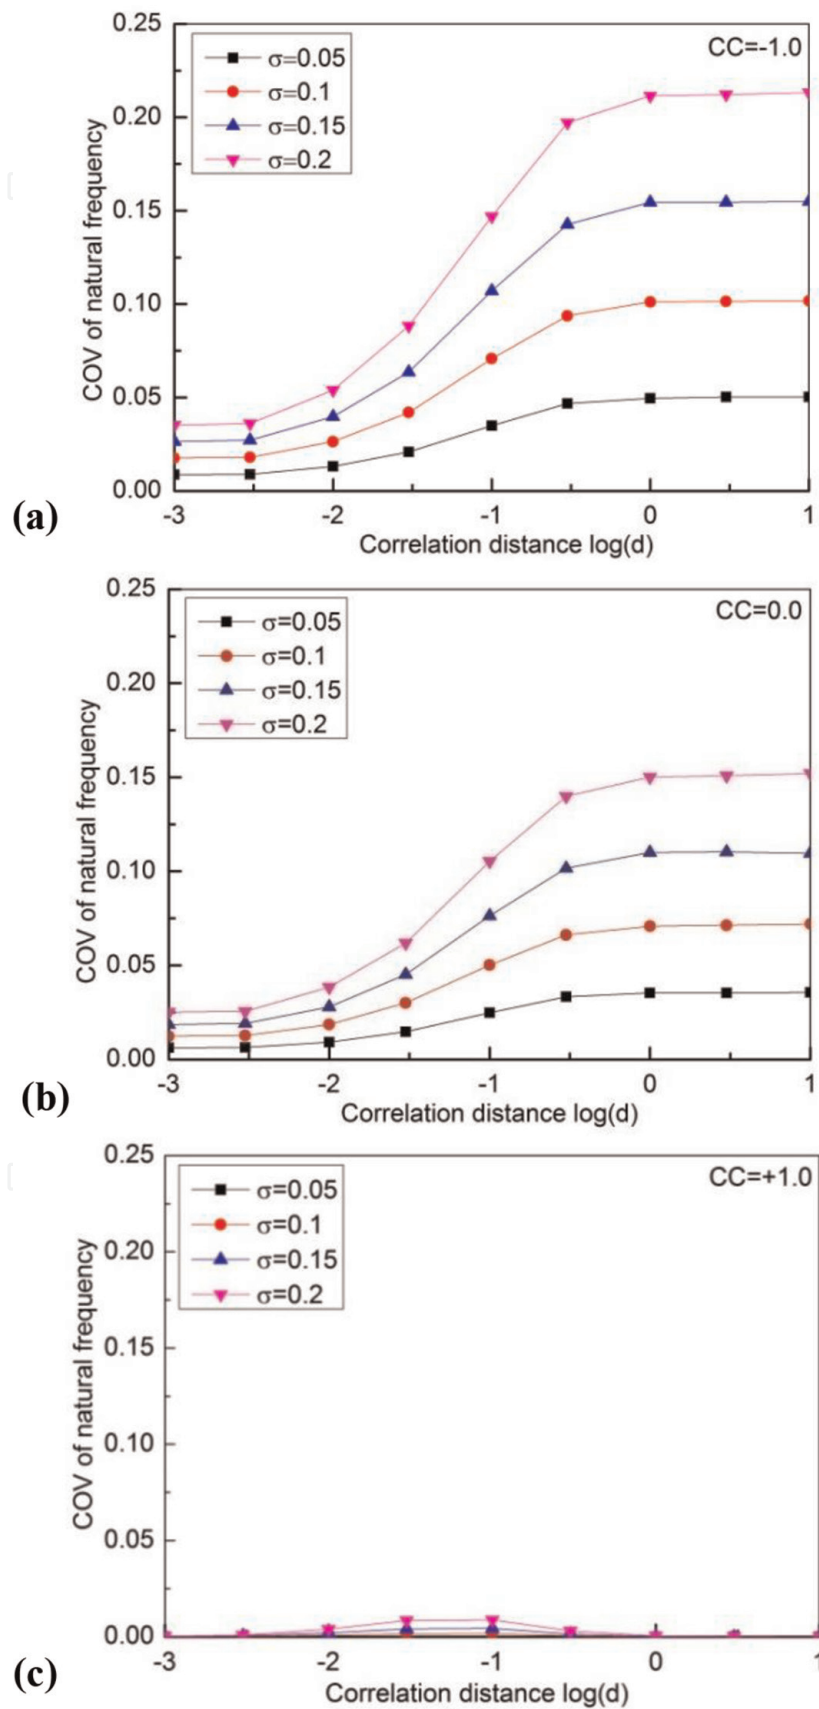 0.25
CC=-1.0
σ=0.05
σ=0.1
σ=0.15
σ=0.2
0.20
0.15
0.10
0.05
0.00
COV of natural frequency
-3 -2 -1 0 1
Correlation distance log(d)
(a)
0.25
CC=0.0
σ=0.05
σ=0.1
σ=0.15
σ=0.2
0.20
0.15
0.10
0.05
0.00
COV of natural frequency
-3 -2 -1 0 1
Correlation distance log(d)
(b)
0.25
CC=+1.0
σ=0.05
σ=0.1
σ=0.15
σ=0.2
0.20
0.15
0.10
0.05
0.00
COV of natural frequency
-3 -2 -1 0 1
Correlation distance log(d)
(c)